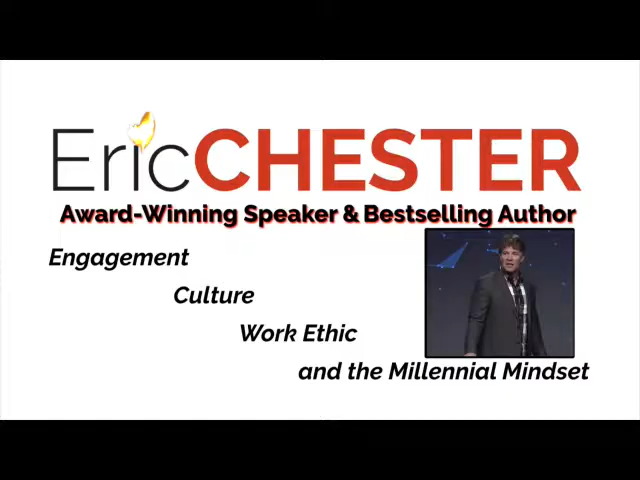 EricCHESTER
Award-Winning Speaker & Bestselling Author
Engagement
Culture
Work Ethic
and the Millennial Mindset